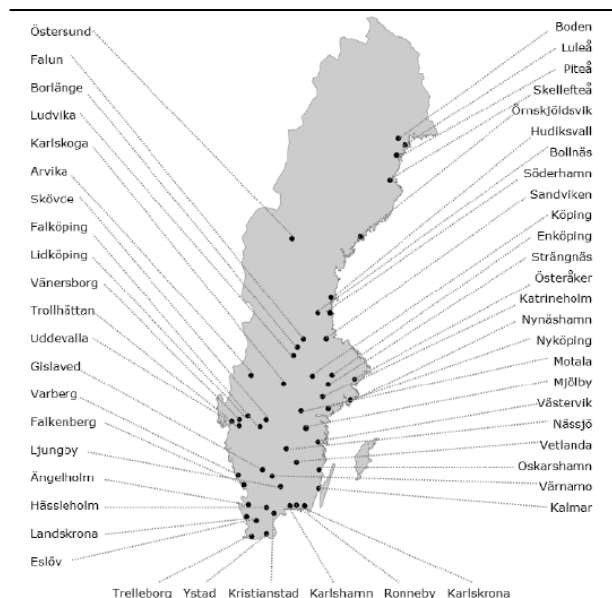 Östersund
Falun
Borlänge
Ludvika
Karlskoga
Arvika
Skövde
Falköping
Lidköping
Vänersborg
Trollhättan
Uddevalla
Gislaved
Varberg
Falkenberg
Ljungby
Ängelholm
Hässleholm
Landskrona
Eslöv
Boden
Luleå
Piteå
Skellefteå
Örnskjöldsvik
Hudiksvall
Bollnäs
Söderhamn
Sandviken
Köping
Enköping
Strängnäs
Österåker
Katrineholm
Nynäshamn
Nyköping
Motala
Mjölby
Västervik
Nässjö
Vetlanda
Oskarshamn
Värnamo
Kalmar
Trelleborg Ystad Kristianstad Karlshamn Ronneby Karlskrona